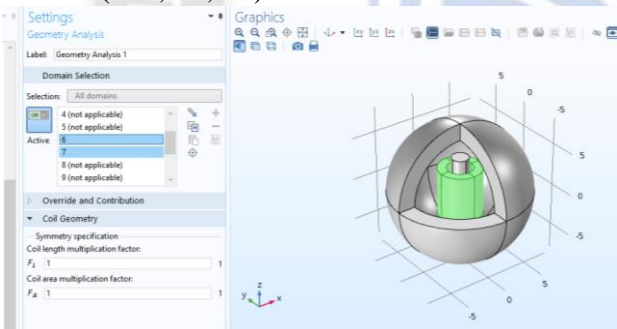 Settings
Geometry Analysis
Label: Geometry Analysis 1
Domain Selection
Selection: All domains
Active
4 (not applicable)
5 (not applicable)
6
7
8 (not applicable)
9 (not applicable)
Override and Contribution
Coil Geometry
Symmetry specification
Coil length multiplication factor:
FL 1 1
Coil area multiplication factor:
FA 1 1
Graphics
5
0
-5
5
0
-5
5
0
-5
z
y x